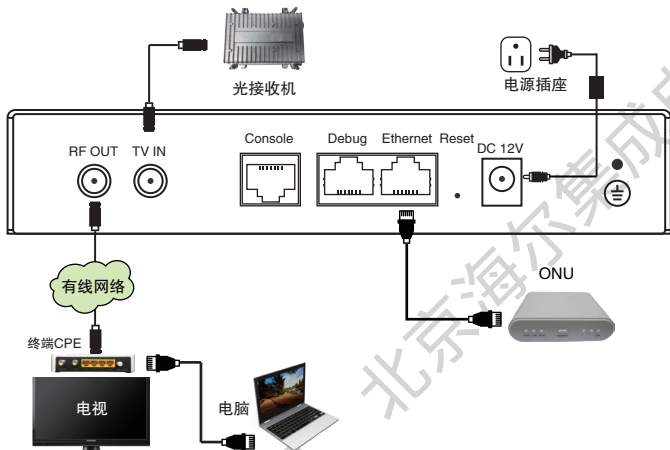 光接收机
电源插座
RF OUT
TV IN
Console
Debug
Ethernet
Reset
DC 12V
有线网络
ONU
终端CPE
电视
电脑
北京海尔集成电